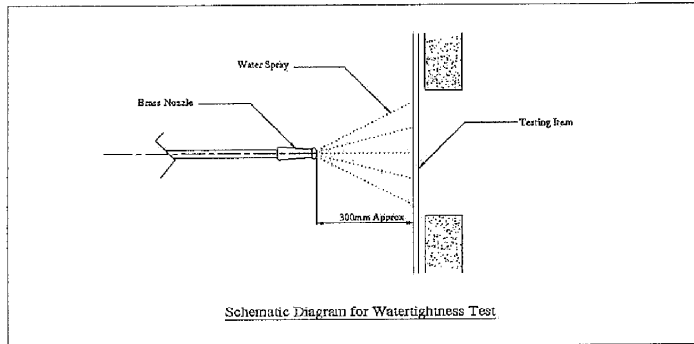 Water Spray
Brass Nozzle
Testing Item
300mm Approx
Schematic Diagram for Watertightness Test